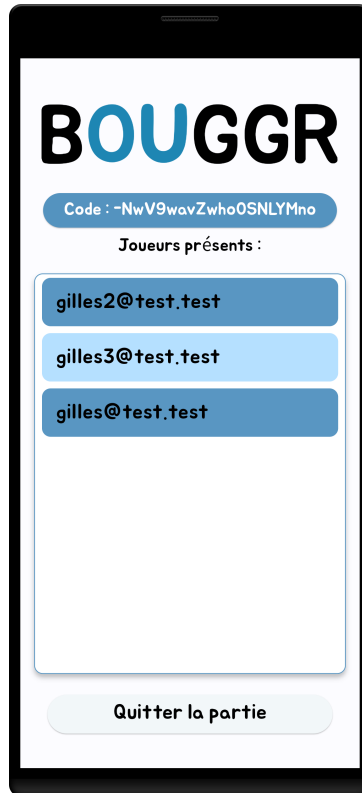 BOUGGR
Code : -NwV9wavZwho0SNLYMno
Joueurs présents :
gilles2@test.test
gilles3@test.test
gilles@test.test
Quitter la partie